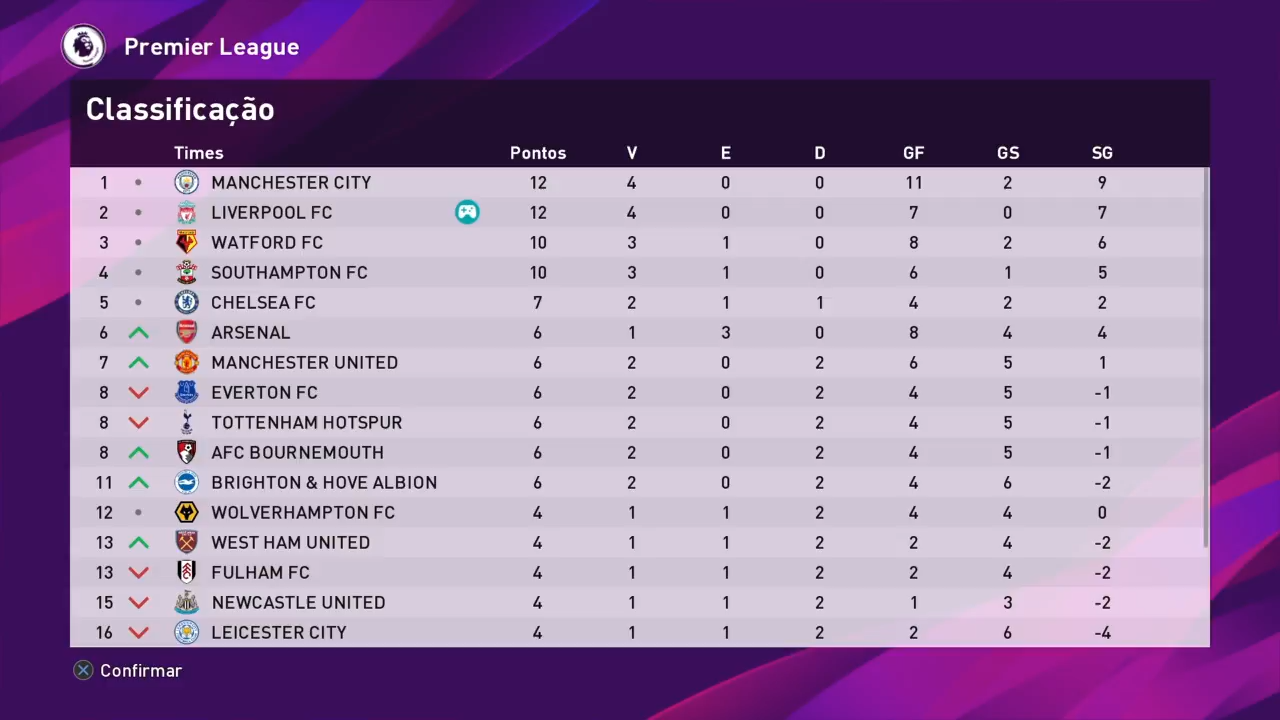 Premier League
Classificação
Times Pontos V E D GF GS SG
1 MANCHESTER CITY 12 4 0 0 11 2 9
2 LIVERPOOL FC 12 4 0 0 7 0 7
3 WATFORD FC 10 3 1 0 8 2 6
4 SOUTHAMPTON FC 10 3 1 0 6 1 5
5 CHELSEA FC 7 2 1 1 4 2 2
6 ARSENAL 6 1 3 0 8 4 4
7 MANCHESTER UNITED 6 2 0 2 6 5 1
8 EVERTON FC 6 2 0 2 4 5 -1
8 TOTTENHAM HOTSPUR 6 2 0 2 4 5 -1
8 AFC BOURNEMOUTH 6 2 0 2 4 5 -1
11 BRIGHTON & HOVE ALBION 6 2 0 2 4 6 -2
12 WOLVERHAMPTON FC 4 1 1 2 4 4 0
13 WEST HAM UNITED 4 1 1 2 2 4 -2
13 FULHAM FC 4 1 1 2 2 4 -2
15 NEWCASTLE UNITED 4 1 1 2 1 3 -2
16 LEICESTER CITY 4 1 1 2 2 6 -4
Confirmar